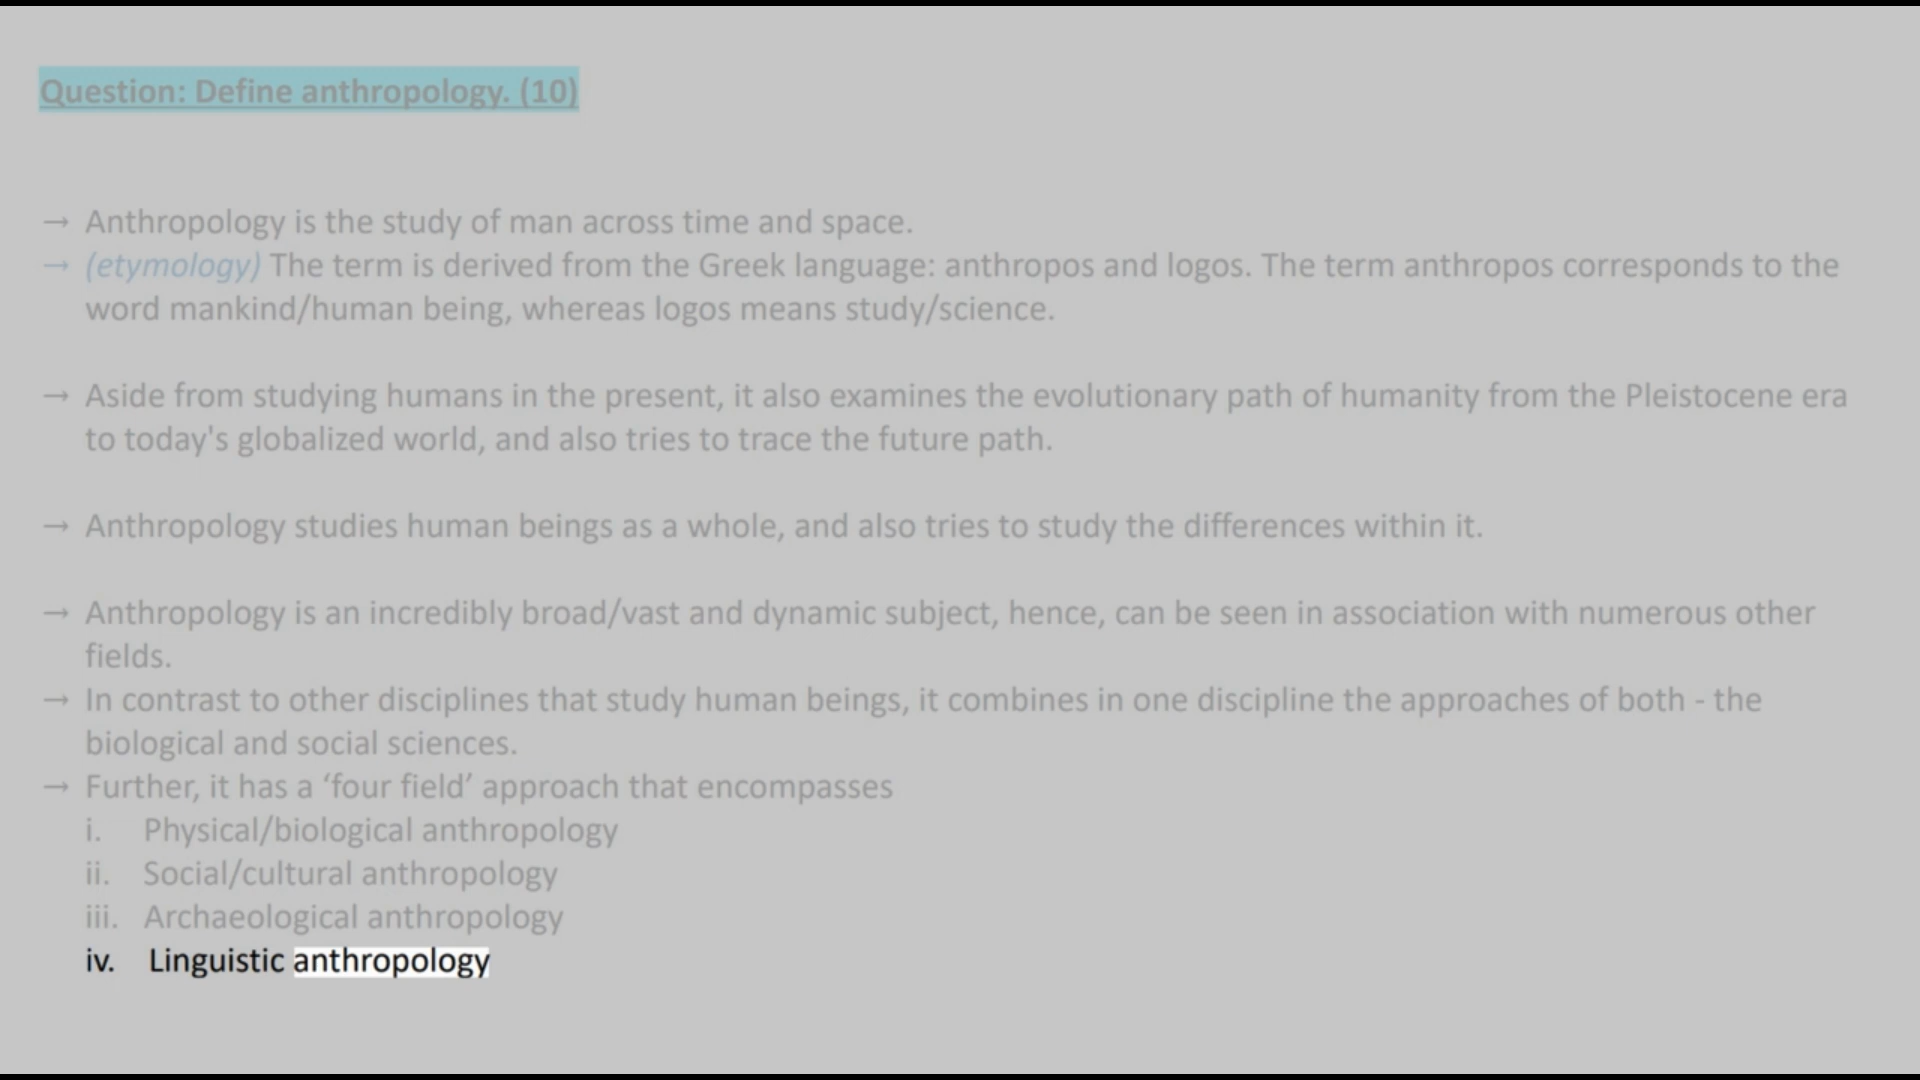 Question: Define anthropology. (10)
→ Anthropology is the study of man across time and space.
→ (etymology) The term is derived from the Greek language: anthropos and logos. The term anthropos corresponds to the
word mankind/human being, whereas logos means study/science.
→ Aside from studying humans in the present, it also examines the evolutionary path of humanity from the Pleistocene era
to today's globalized world, and also tries to trace the future path.
→ Anthropology studies human beings as a whole, and also tries to study the differences within it.
→ Anthropology is an incredibly broad/vast and dynamic subject, hence, can be seen in association with numerous other
fields.
→ In contrast to other disciplines that study human beings, it combines in one discipline the approaches of both - the
biological and social sciences.
→ Further, it has a ‘four field’ approach that encompasses
i. Physical/biological anthropology
ii. Social/cultural anthropology
iii. Archaeological anthropology
iv. Linguistic anthropology